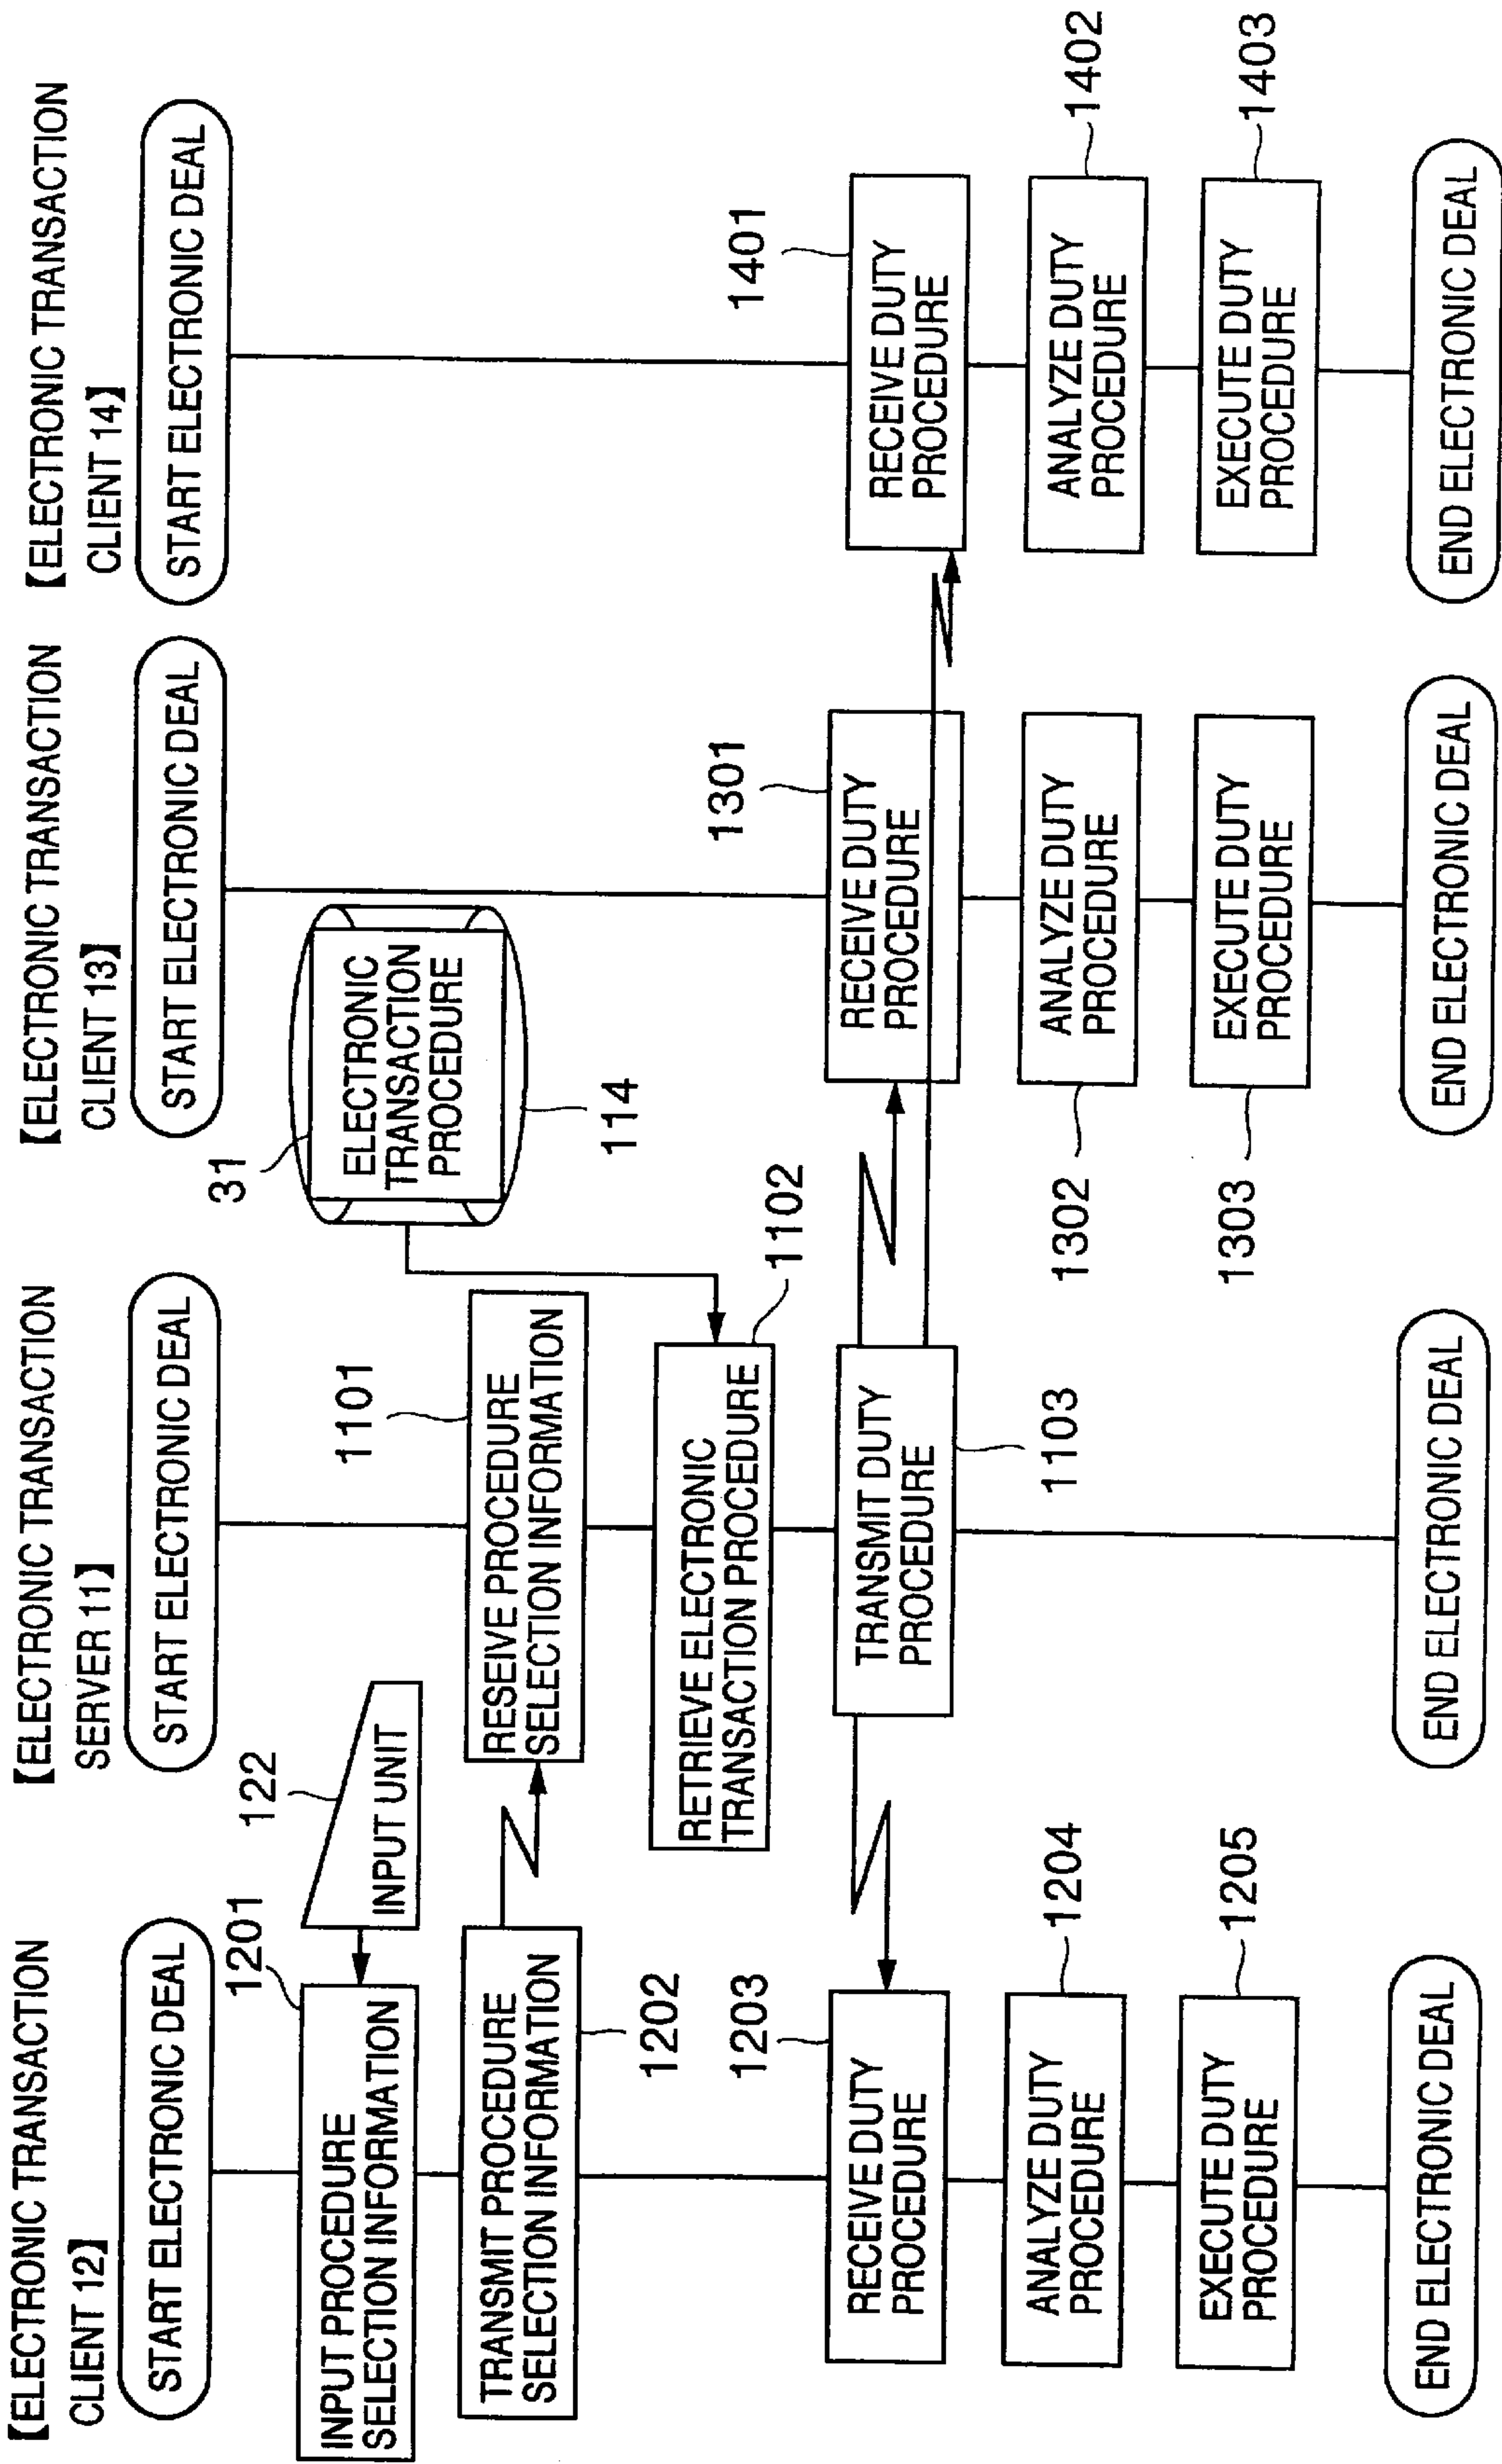 【ELECTRONIC TRANSACTION
CLIENT 12】
START ELECTRONIC DEAL
1201
INPUT PROCEDURE
SELECTION INFORMATION
122
INPUT UNIT
TRANSMIT PROCEDURE
SELECTION INFORMATION
1202
1203
RECEIVE DUTY
PROCEDURE
1204
ANALYZE DUTY
PROCEDURE
1205
EXECUTE DUTY
PROCEDURE
END ELECTRONIC DEAL
【ELECTRONIC TRANSACTION
SERVER 11】
START ELECTRONIC DEAL
1101
RESEIVE PROCEDURE
SELECTION INFORMATION
31
ELECTRONIC
TRANSACTION
PROCEDURE
114
1102
RETRIEVE ELECTRONIC
TRANSACTION PROCEDURE
TRANSMIT DUTY
PROCEDURE
1103
END ELECTRONIC DEAL
【ELECTRONIC TRANSACTION
CLIENT 13】
START ELECTRONIC DEAL
1301
RECEIVE DUTY
PROCEDURE
ANALYZE DUTY
PROCEDURE
1302
EXECUTE DUTY
PROCEDURE
1303
END ELECTRONIC DEAL
【ELECTRONIC TRANSACTION
CLIENT 14】
START ELECTRONIC DEAL
1401
RECEIVE DUTY
PROCEDURE
1402
ANALYZE DUTY
PROCEDURE
1403
EXECUTE DUTY
PROCEDURE
END ELECTRONIC DEAL